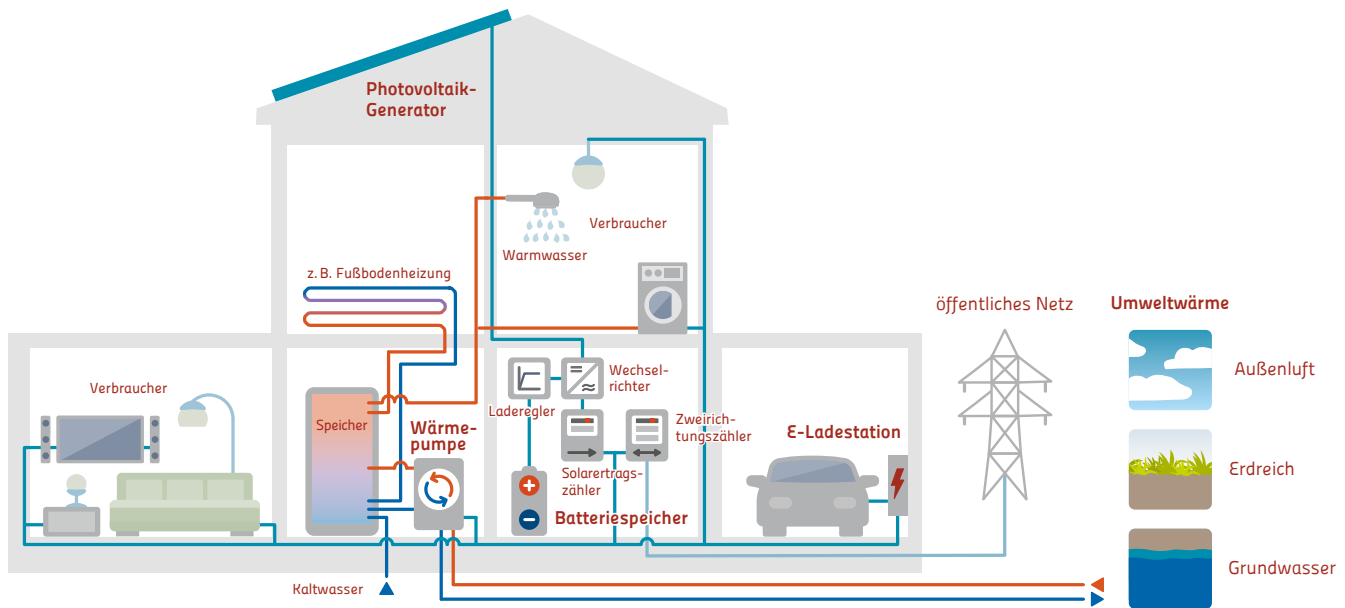 Photovoltaik-
Generator
Verbraucher
Warmwasser
z. B. Fußbodenheizung
öffentliches Netz
Umweltwärme
Außenluft
Erdreich
Grundwasser
Verbraucher
Speicher
Wärme-
pumpe
Laderegler
Wechsel-
richter
Solarertrags-
zähler
Zweirich-
tungszähler
Batteriespeicher
E-Ladestation
Kaltwasser